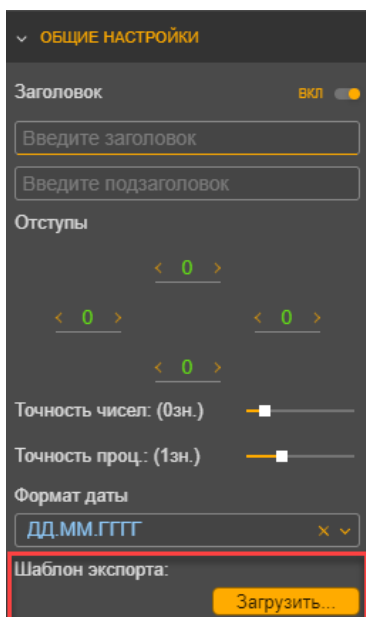 ОБЩИЕ НАСТРОЙКИ
Заголовок ВКЛ
Введите заголовок
Введите подзаголовок
Отступы
0
0 0
0
Точность чисел: (0зн.)
Точность проц.: (1зн.)
Формат даты
ДД.ММ.ГГГГ
Шаблон экспорта:
Загрузить...